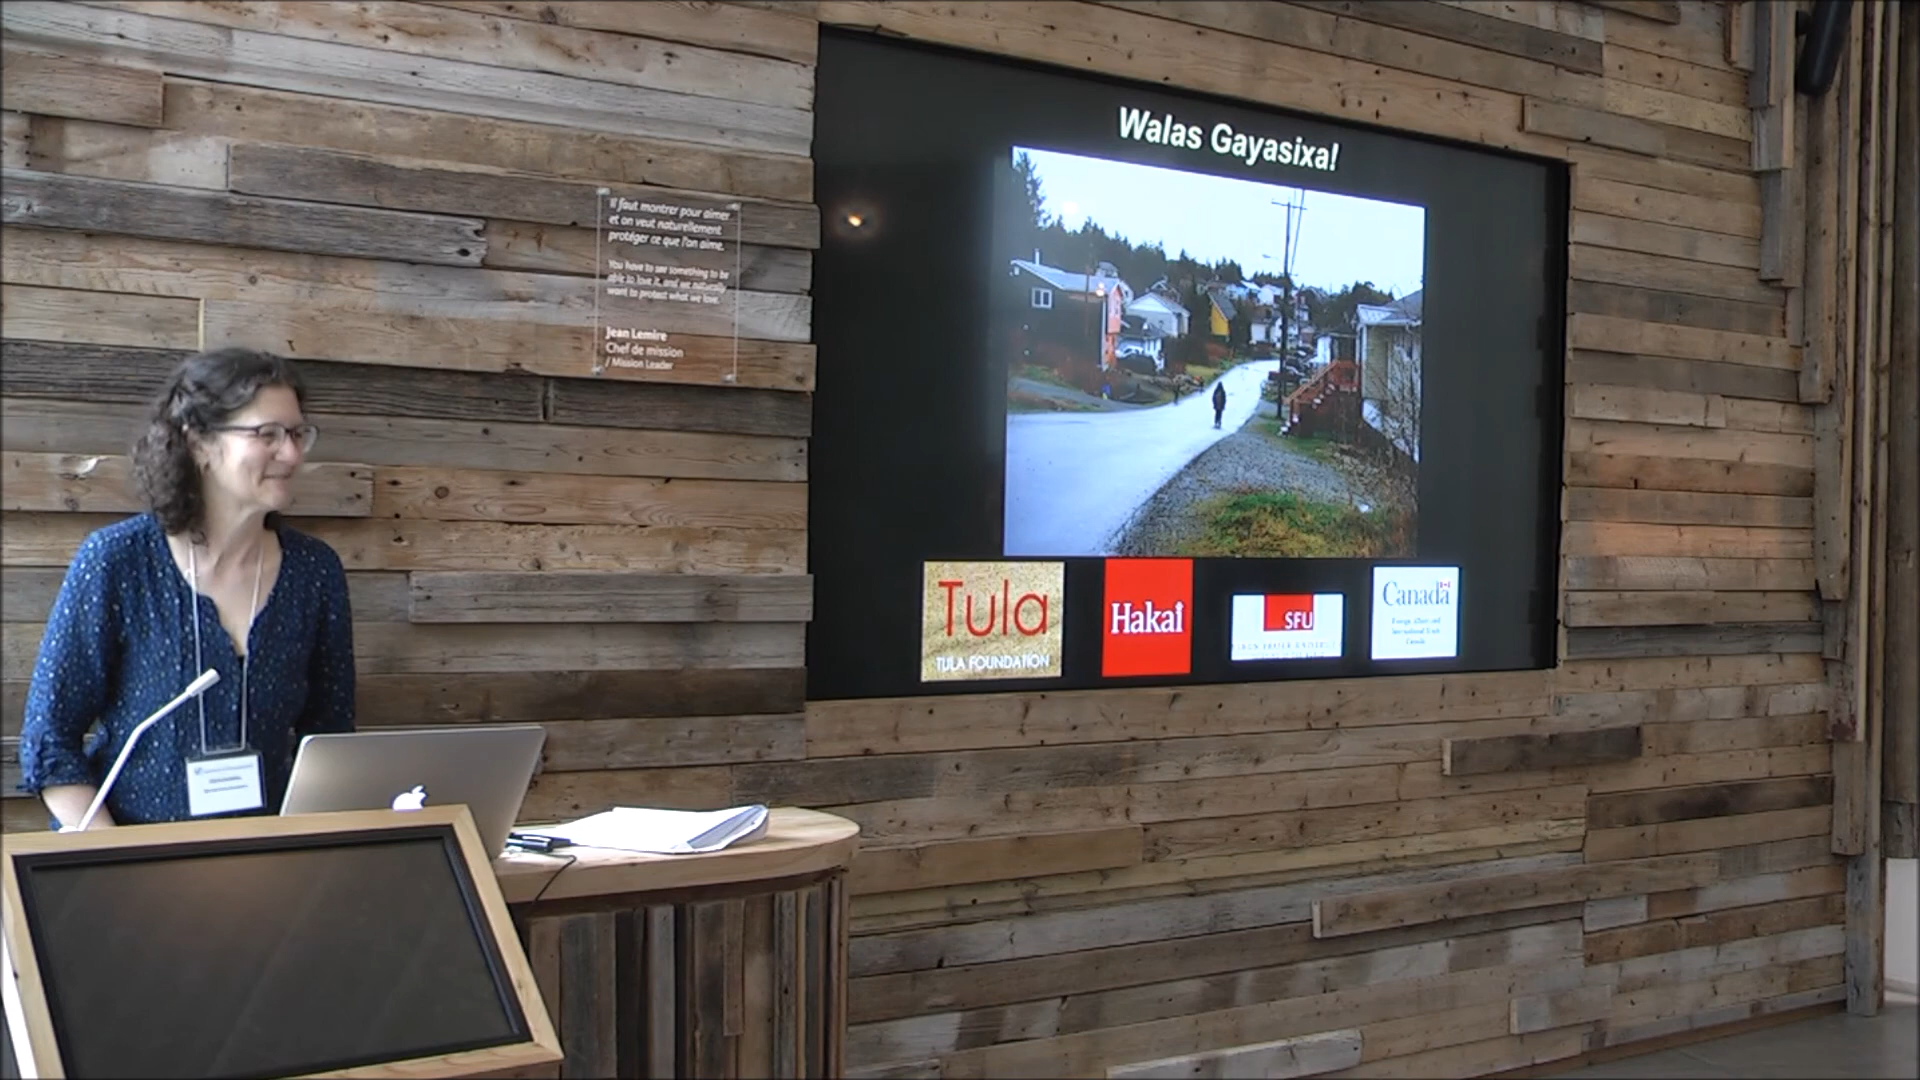 Walas Gayasixa!
Il faut montrer pour aimer
et on veut naturellement
protéger ce que l'on aime.
You have to see something to be
able to love it, and we naturally
want to protect what we love.
Jean Lemire
Chef de mission
/ Mission Leader
Tula
TULA FOUNDATION
Hakai
SFU
Canada